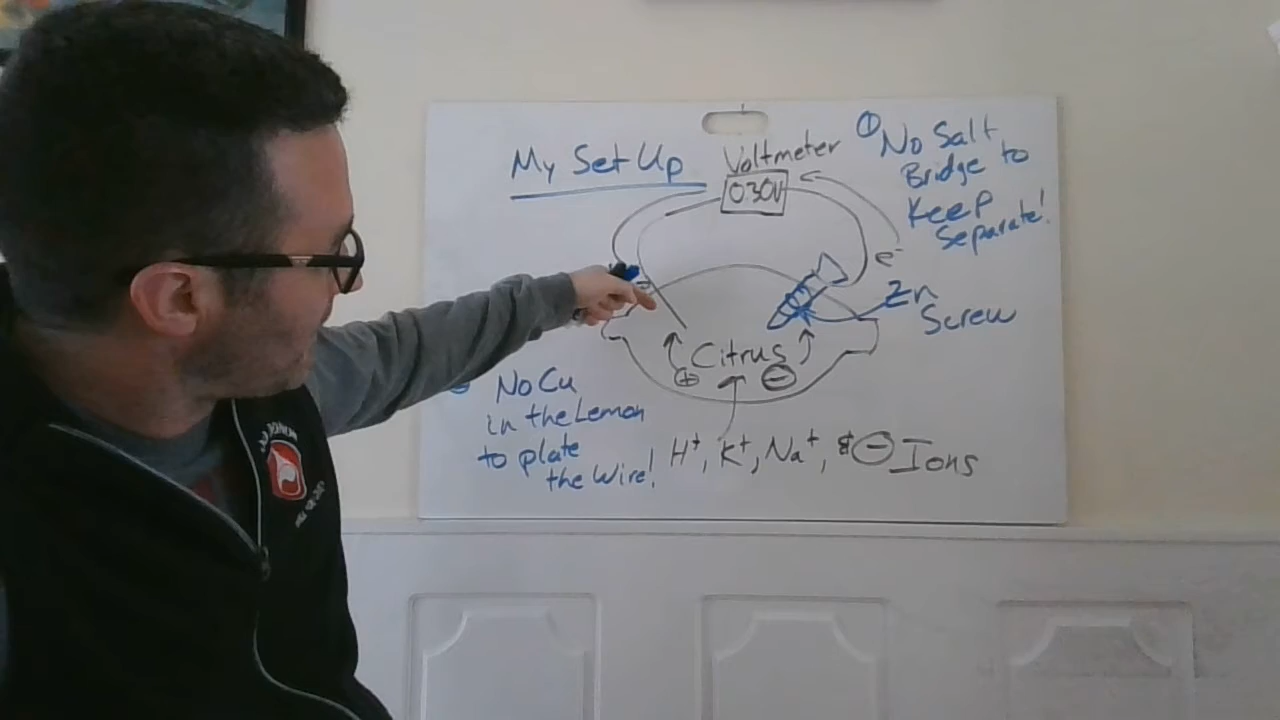 My Set Up
Voltmeter
0.30V
① No Salt
Bridge to
Keep
Separate!
e⁻
Zn
Screw
Citrus
⊕
⊖
No Cu
in the Lemon
to plate
the Wire!
H⁺, K⁺, Na⁺, & ⊖ Ions